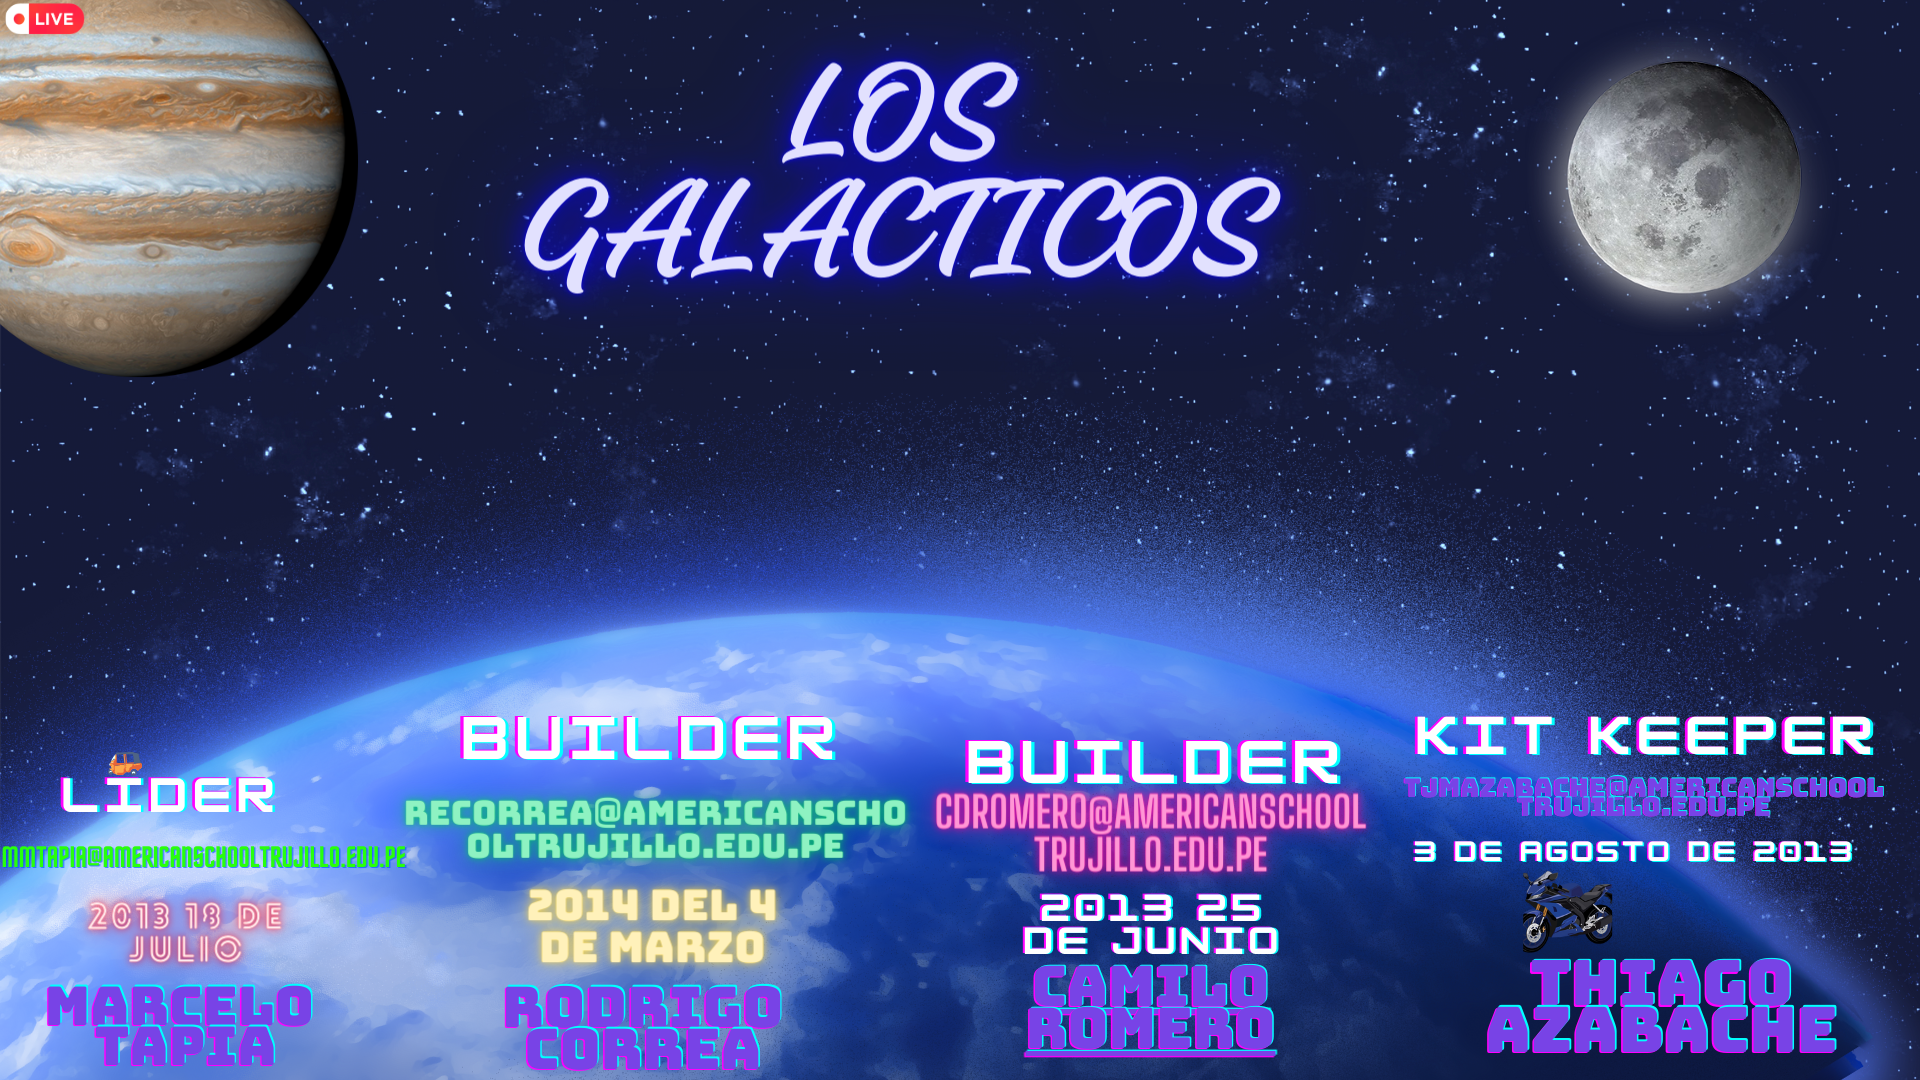 LIVE
LOS
GALACTICOS
LIDER
MMTAPIA@AMERICANSCHOOLTRUJILLO.EDU.PE
2013 18 DE
JULIO
MARCELO
TAPIA
BUILDER
RECORREA@AMERICANSCHO
OLTRUJILLO.EDU.PE
2014 DEL 4
DE MARZO
RODRIGO
CORREA
BUILDER
CDROMERO@AMERICANSCHOOL
TRUJILLO.EDU.PE
2013 25
DE JUNIO
CAMILO
ROMERO
KIT KEEPER
TJMAZABACHE@AMERICANSCHOOL
TRUJILLO.EDU.PE
3 DE AGOSTO DE 2013
THIAGO
AZABACHE